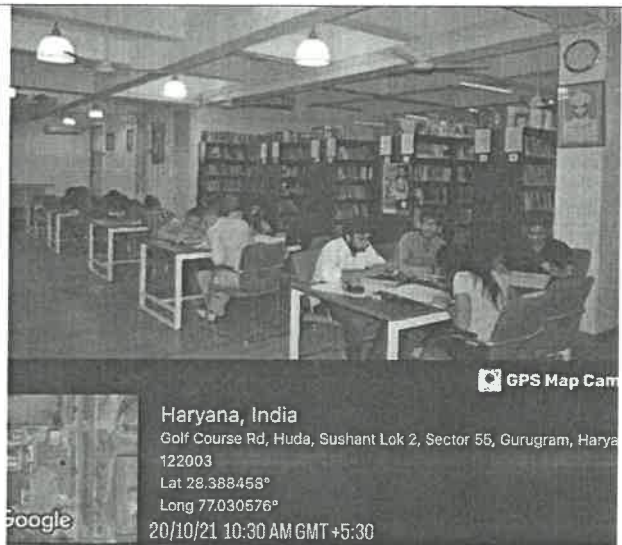 GPS Map Cam
Haryana, India
Golf Course Rd, Huda, Sushant Lok 2, Sector 55, Gurugram, Harya
122003
Lat 28.388458°
Long 77.030576°
Google
20/10/21 10:30 AM GMT +5:30